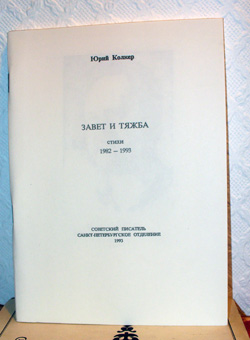 Юрий Колкер
ЗАВЕТ И ТЯЖБА
СТИХИ
1982 – 1993
СОВЕТСКИЙ ПИСАТЕЛЬ
САНКТ-ПЕТЕРБУРГСКОЕ ОТДЕЛЕНИЕ
1993